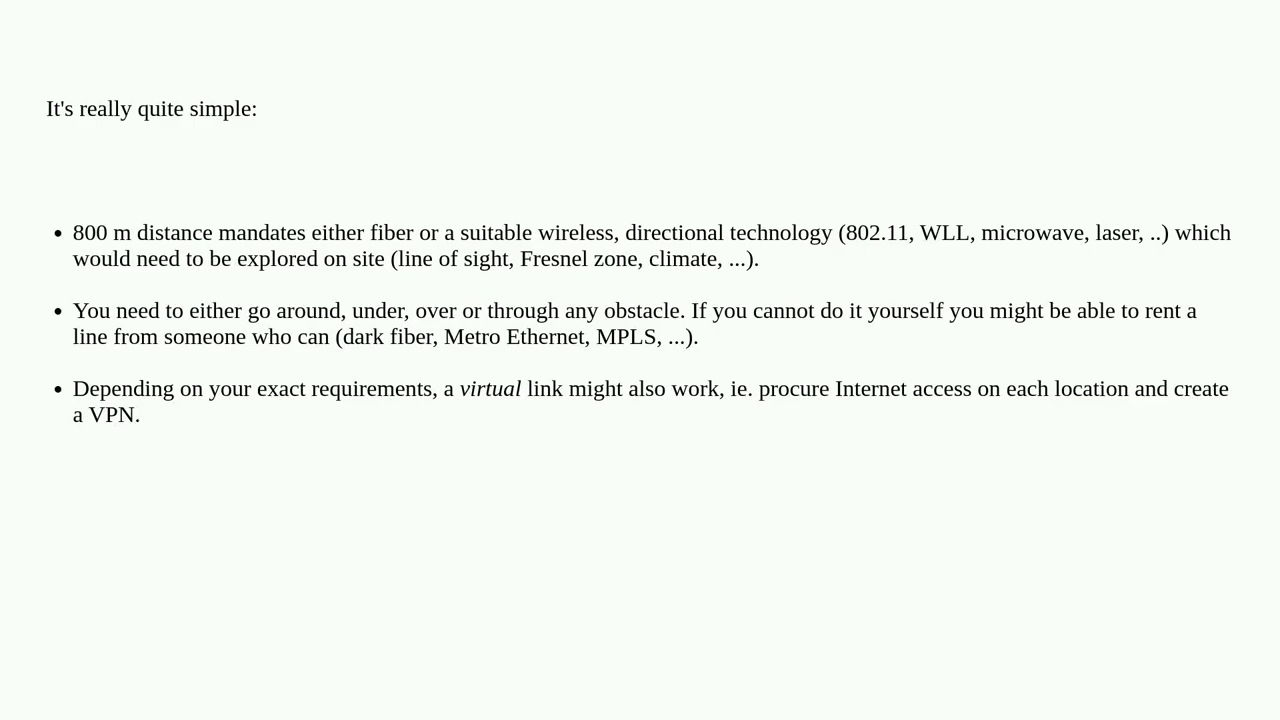 It's really quite simple:
• 800 m distance mandates either fiber or a suitable wireless, directional technology (802.11, WLL, microwave, laser, ..) which
would need to be explored on site (line of sight, Fresnel zone, climate, ...).
• You need to either go around, under, over or through any obstacle. If you cannot do it yourself you might be able to rent a
line from someone who can (dark fiber, Metro Ethernet, MPLS, ...).
• Depending on your exact requirements, a virtual link might also work, ie. procure Internet access on each location and create
a VPN.